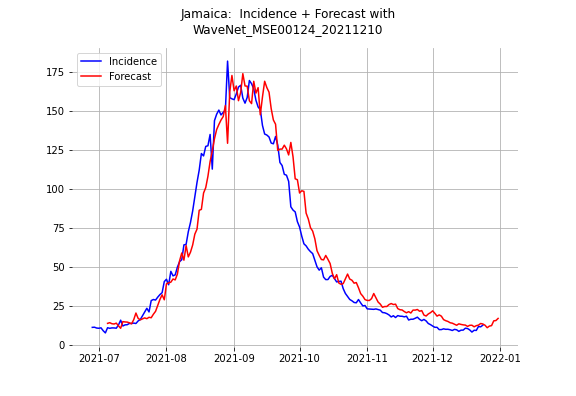 Jamaica:  Incidence + Forecast with
WaveNet_MSE00124_20211210
Incidence
Forecast
175
150
125
100
75
50
25
0
2021-07 2021-08 2021-09 2021-10 2021-11 2021-12 2022-01